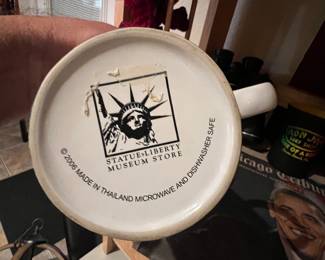 STATUE OF LIBERTY
MUSEUM STORE
© 2006 MADE IN THAILAND MICROWAVE AND DISHWASHER SAFE